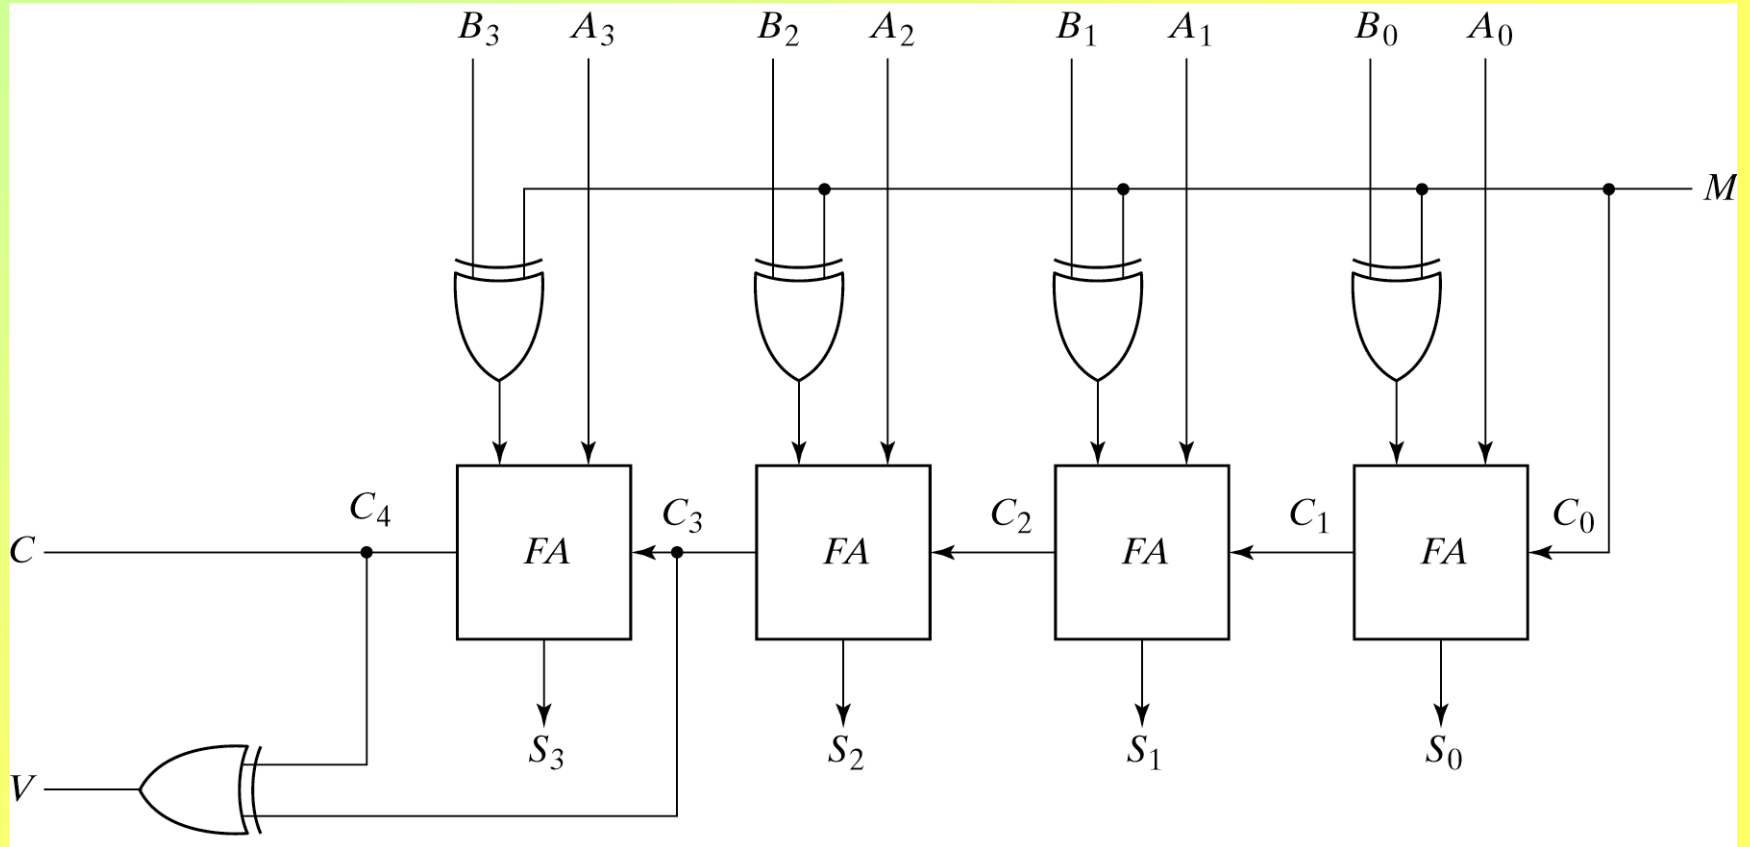 B₃ A₃ B₂ A₂ B₁ A₁ B₀ A₀
M
C₄ C₃ C₂ C₁ C₀
C FA FA FA FA
S₃ S₂ S₁ S₀
V